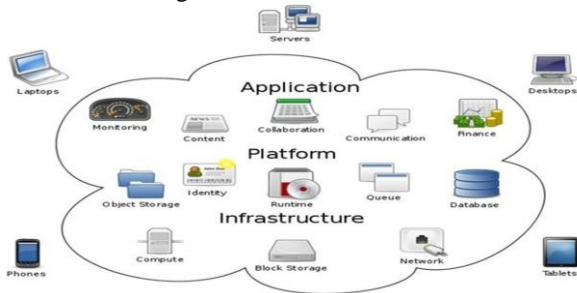 Servers
Laptops
Application
Desktops
Monitoring
NEWS
Content
Collaboration
Communication
Finance
Platform
Object Storage
Identity
Runtime
Queue
Database
Infrastructure
Compute
Block Storage
Network
Phones
Tablets